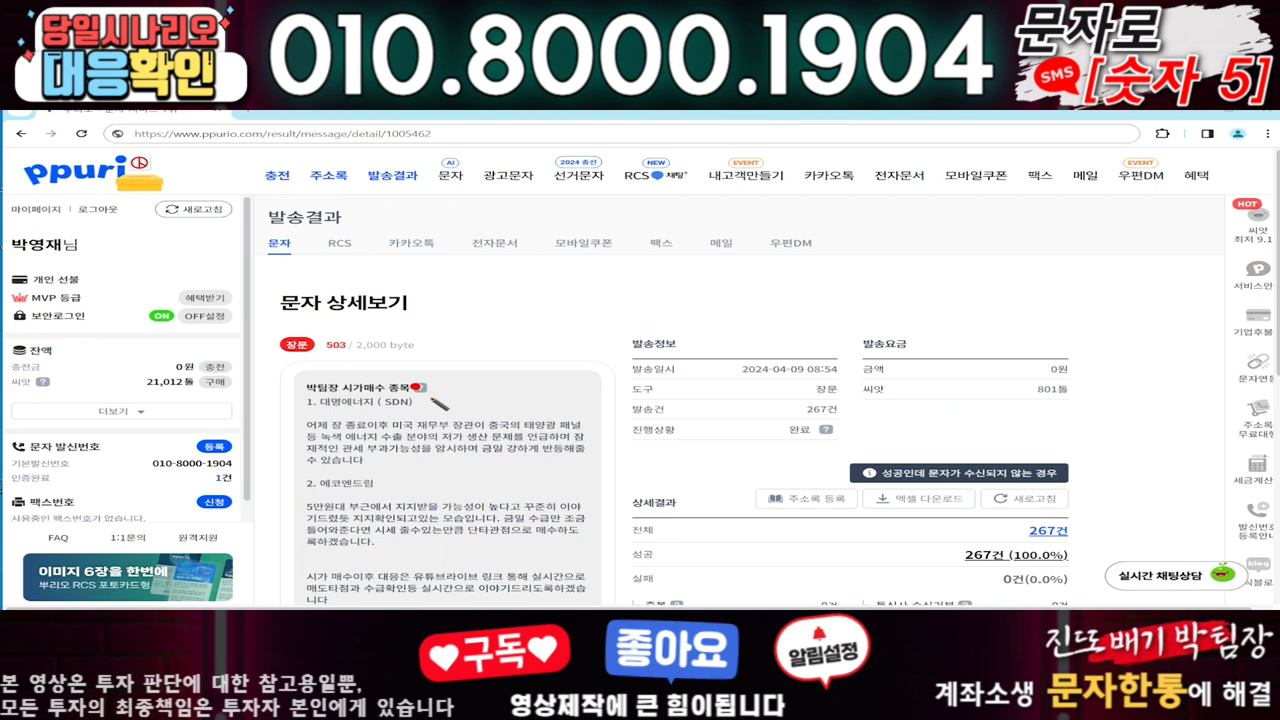 당일시나리오
대응확인
010.8000.1904
문자로
SMS [숫자 5]
https://www.ppurio.com/result/message/detail/1005462
ppuri
충전
주소록
발송결과
AI
문자
광고문자
2024 총선
선거문자
NEW
RCS 채팅+
EVENT
내고객만들기
카카오톡
전자문서
모바일쿠폰
팩스
메일
EVENT
우편DM
혜택
마이페이지 | 로그아웃
새로고침
박영재님
개인 선불
MVP 등급
혜택받기
보안로그인
ON
OFF설정
잔액
충전금
0원
충전
씨앗 ?
21,012톨
구매
더보기
문자 발신번호
등록
기본발신번호
010-8000-1904
인증완료
1건
팩스번호
신청
사용중인 팩스번호가 없습니다.
FAQ
1:1문의
원격지원
이미지 6장을 한번에
뿌리오 RCS 포토카드형
발송결과
문자
RCS
카카오톡
전자문서
모바일쿠폰
팩스
메일
우편DM
문자 상세보기
장문
503 / 2,000 byte
박팀장 시가매수 종목
1. 대명에너지 ( SDN)
어제 장 종료이후 미국 재무부 장관이 중국의 태양광 패널
등 녹색 에너지 수출 분야의 저가 생산 문제를 언급하며 잠
재적인 관세 부과가능성을 암시하며 금일 강하게 반등해줄
수 있습니다
2. 에코엔드림
5만원대 부근에서 지지받을 가능성이 높다고 꾸준히 이야
기드렸듯 지지확인되고있는 모습입니다. 금일 수급만 조금
들어와준다면 시세 줄수있는만큼 단타관점으로 매수하도
록하겠습니다.
시가 매수이후 대응은 유튜브라이브 링크 통해 실시간으로
매도타점과 수급확인등 실시간으로 이야기드리도록하겠습
니다
발송정보
발송일시
2024-04-09 08:54
도구
장문
발송건
267건
진행상황
완료 ?
발송요금
금액
0원
씨앗
801톨
성공인데 문자가 수신되지 않는 경우
상세결과
주소록 등록
엑셀 다운로드
새로고침
전체
267건
성공
267건 (100.0%)
실패
0건(0.0%)
HOT
씨앗
최저 9.1
서비스안
기업후불
문자연동
주소록
무료대행
세금계산
발신번호
등록안내
blog
실시간 채팅상담
본 영상은 투자 판단에 대한 참고용일뿐,
모든 투자의 최종책임은 투자자 본인에게 있습니다
구독
좋아요
알림설정
영상제작에 큰 힘이됩니다
진또배기 박팀장
계좌소생 문자한통에 해결